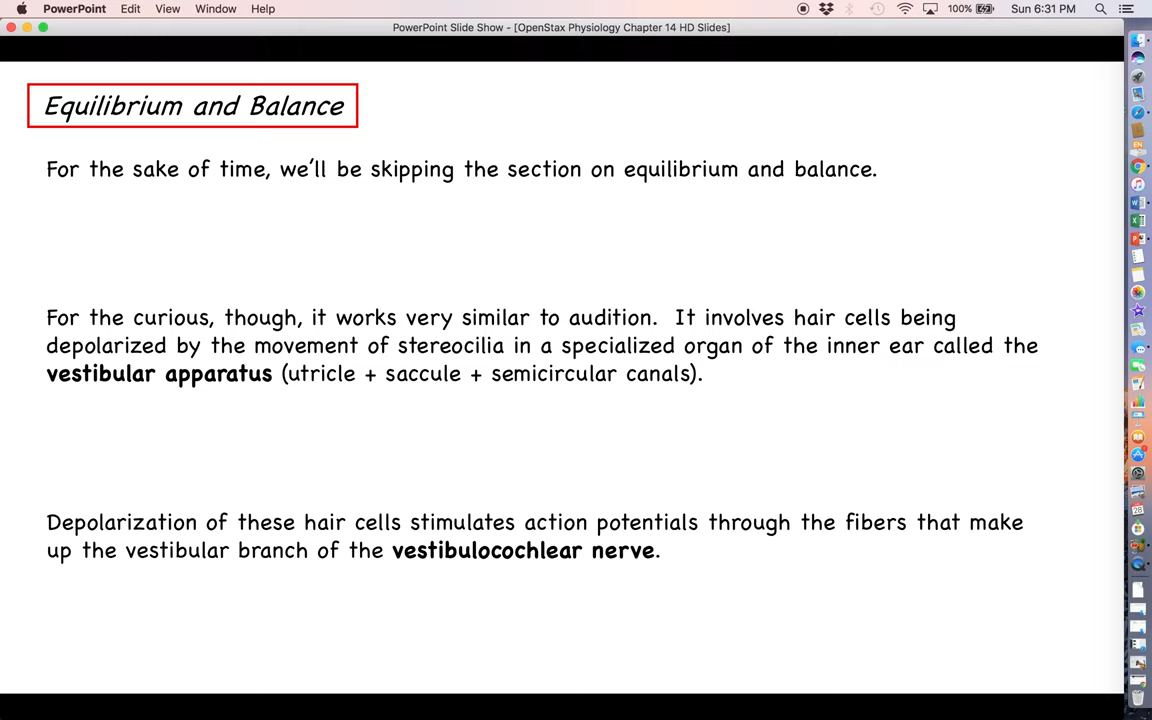 PowerPoint Edit View Window Help 100% Sun 6:31 PM
PowerPoint Slide Show - [OpenStax Physiology Chapter 14 HD Slides]
Equilibrium and Balance
For the sake of time, we'll be skipping the section on equilibrium and balance.
For the curious, though, it works very similar to audition. It involves hair cells being
depolarized by the movement of stereocilia in a specialized organ of the inner ear called the
vestibular apparatus (utricle + saccule + semicircular canals).
Depolarization of these hair cells stimulates action potentials through the fibers that make
up the vestibular branch of the vestibulocochlear nerve.